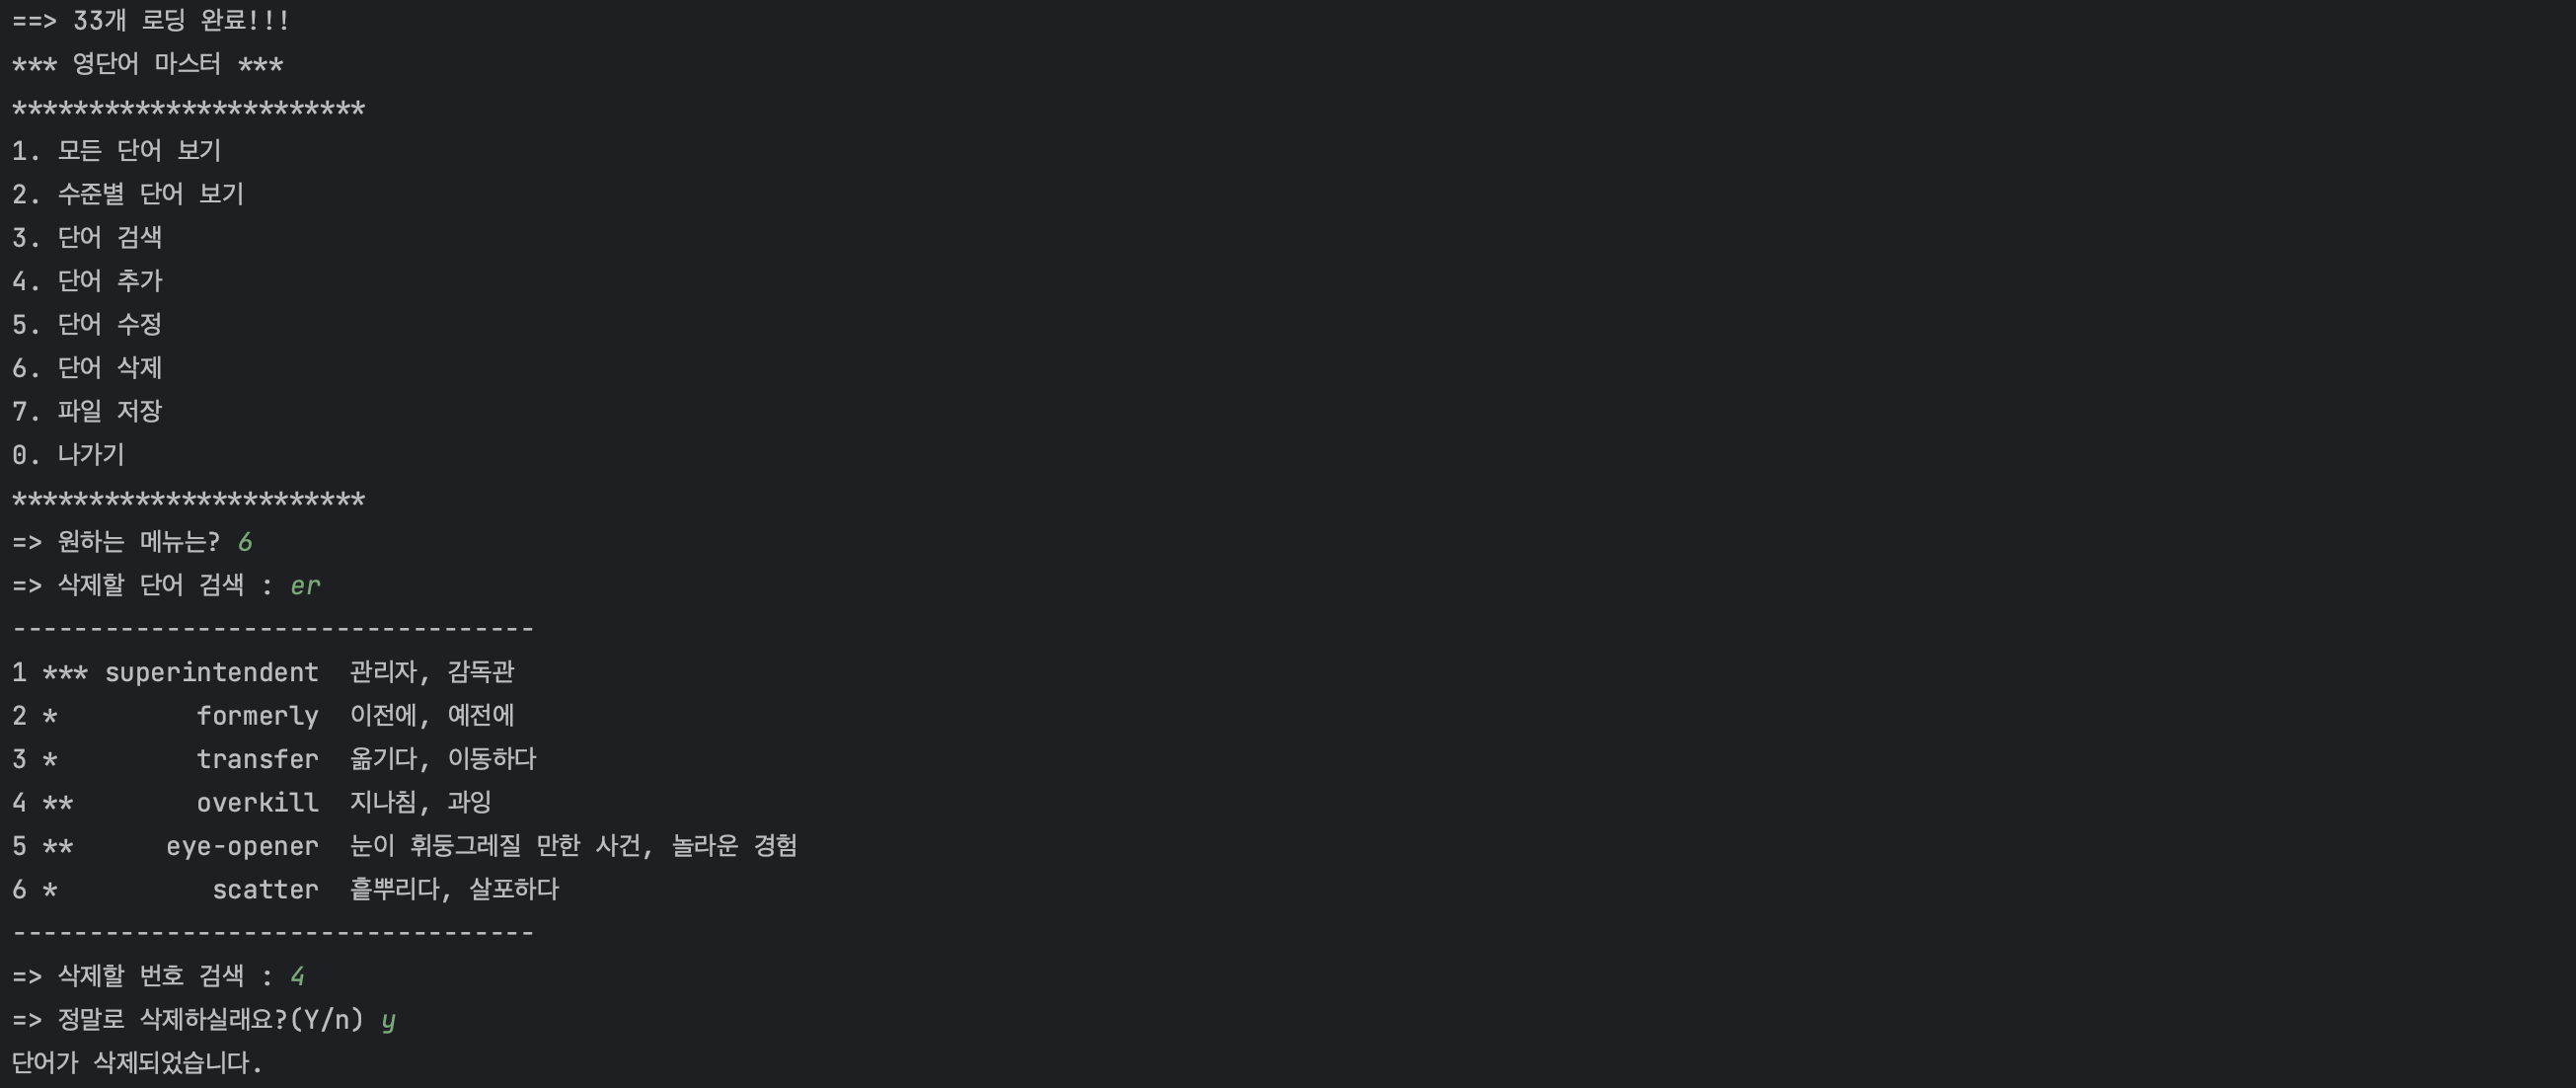 ==> 33개 로딩 완료!!!
*** 영단어 마스터 ***
***********************
1. 모든 단어 보기
2. 수준별 단어 보기
3. 단어 검색
4. 단어 추가
5. 단어 수정
6. 단어 삭제
7. 파일 저장
0. 나가기
***********************
=> 원하는 메뉴는? 6
=> 삭제할 단어 검색 : er
----------------------------------
1 *** superintendent  관리자, 감독관
2 *         formerly  이전에, 예전에
3 *         transfer  옮기다, 이동하다
4 **        overkill  지나침, 과잉
5 **      eye-opener  눈이 휘둥그레질 만한 사건, 놀라운 경험
6 *          scatter  흩뿌리다, 살포하다
----------------------------------
=> 삭제할 번호 검색 : 4
=> 정말로 삭제하실래요?(Y/n) y
단어가 삭제되었습니다.